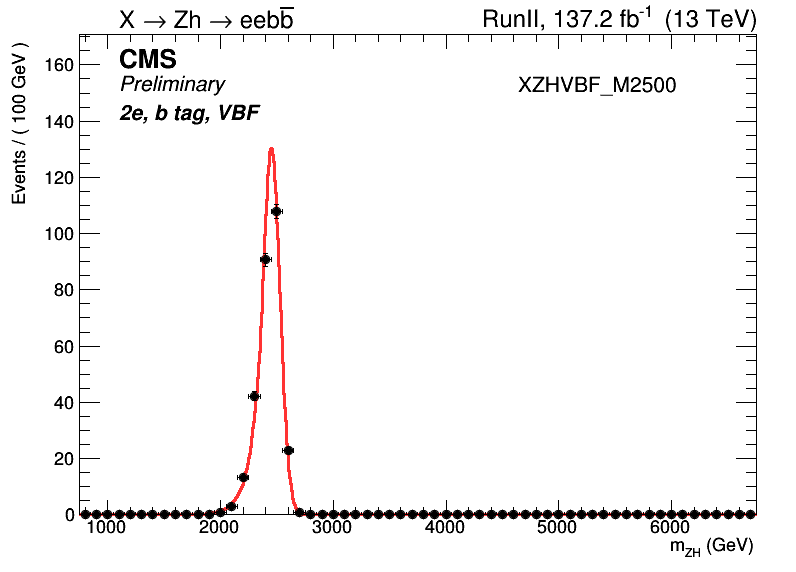 X → Zh → eebb̅
RunII, 137.2 fb⁻¹ (13 TeV)
CMS
Preliminary
XZHVBF_M2500
2e, b tag, VBF
Events / ( 100 GeV )
160
140
120
100
80
60
40
20
0
1000 2000 3000 4000 5000 6000
m_ZH (GeV)